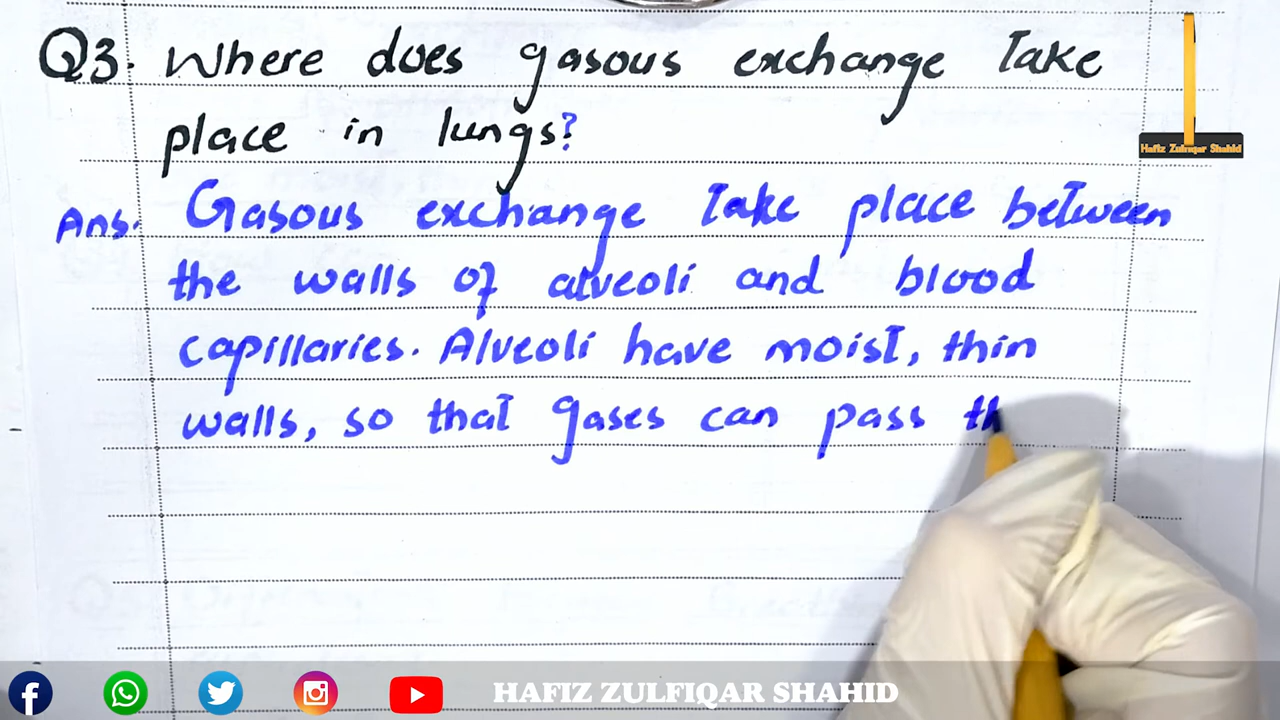 Q3. Where does gasous exchange Take
place in lungs?
Hafiz Zulfiqar Shahid
Ans. Gasous exchange Take place between
the walls of alveoli and blood
capillaries. Alveoli have moist, thin
walls, so that gases can pass th
HAFIZ ZULFIQAR SHAHID